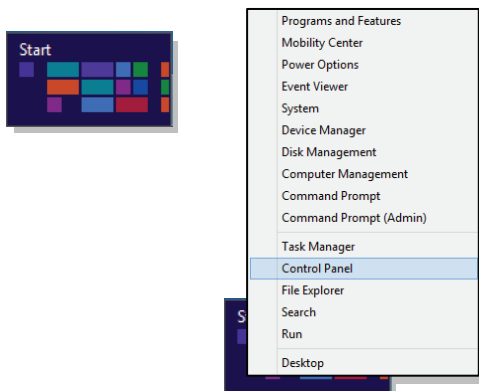 Start
Programs and Features
Mobility Center
Power Options
Event Viewer
System
Device Manager
Disk Management
Computer Management
Command Prompt
Command Prompt (Admin)
Task Manager
Control Panel
File Explorer
Search
Run
Desktop